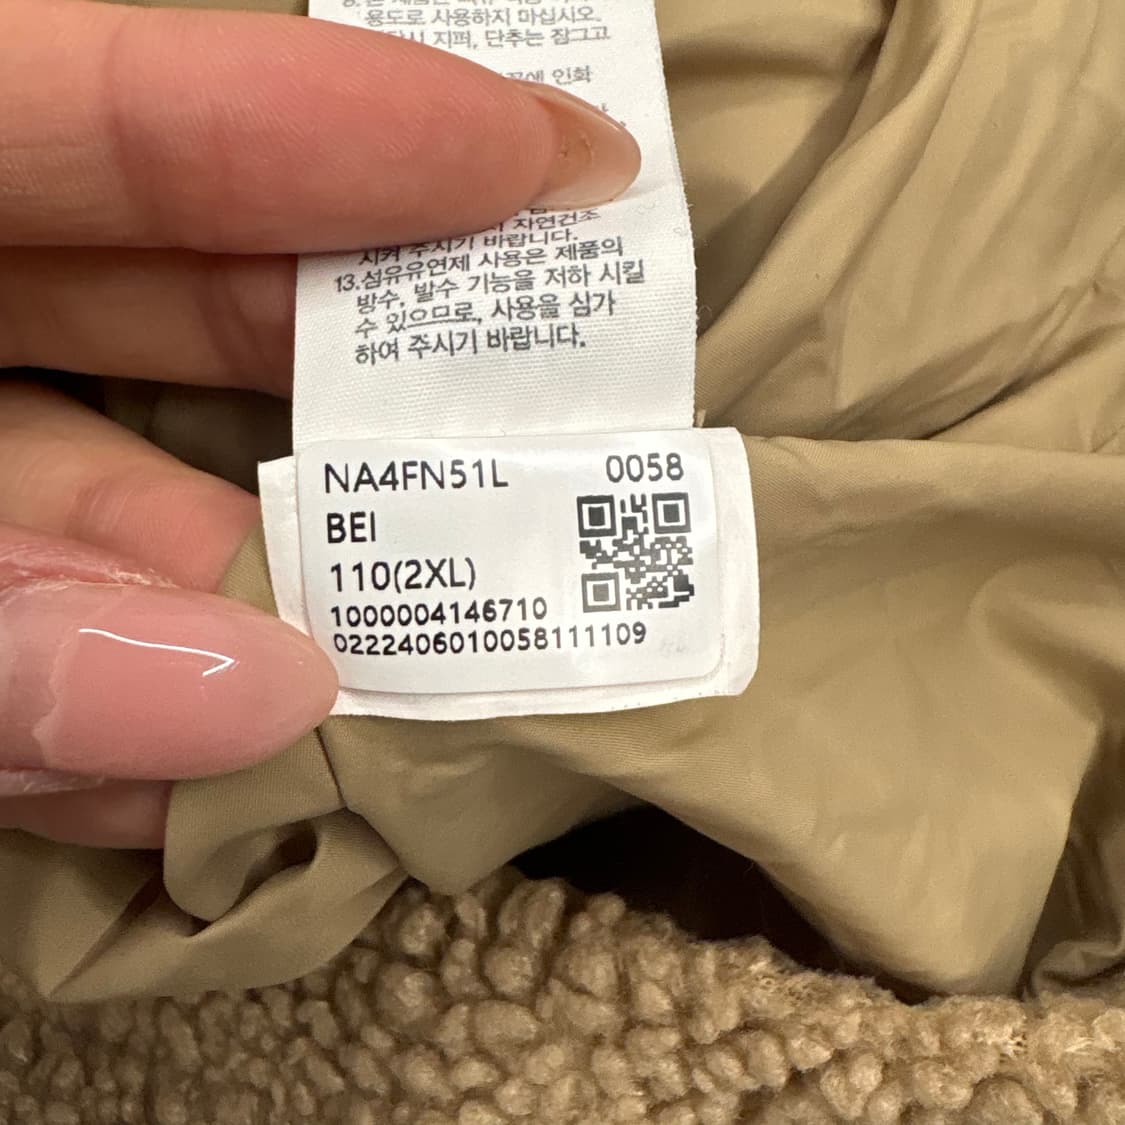 용도로 사용하지 마십시오.
지퍼, 단추는 잠그고
인화
자연건조
시켜 주시기 바랍니다.
13.섬유유연제 사용은 제품의
방수, 발수 기능을 저하 시킬
수 있으므로, 사용을 삼가
하여 주시기 바랍니다.
NA4FN51L 0058
BEI
110(2XL)
1000004146710
0222406010058111109